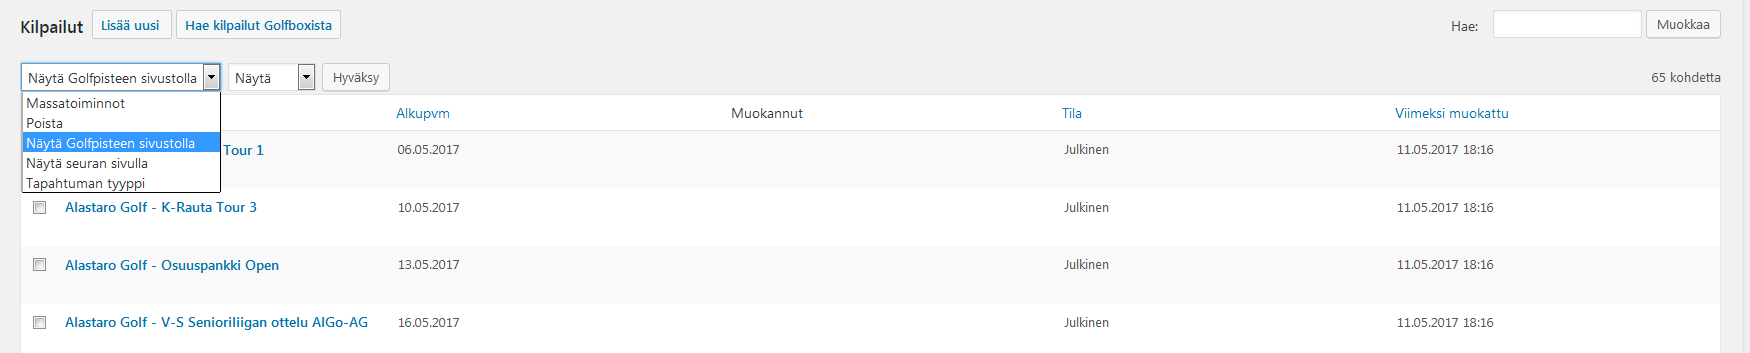 Kilpailut Lisää uusi Hae kilpailut Golfboxista Hae: Muokkaa
Näytä Golfpisteen sivustolla Näytä Hyväksy 65 kohdetta
Massatoiminnot
Poista
Näytä Golfpisteen sivustolla
Näytä seuran sivulla
Tapahtuman tyyppi
Alkupvm Muokannut Tila Viimeksi muokattu
Tour 1 06.05.2017 Julkinen 11.05.2017 18:16
Alastaro Golf - K-Rauta Tour 3 10.05.2017 Julkinen 11.05.2017 18:16
Alastaro Golf - Osuuspankki Open 13.05.2017 Julkinen 11.05.2017 18:16
Alastaro Golf - V-S Senioriliigan ottelu AlGo-AG 16.05.2017 Julkinen 11.05.2017 18:16